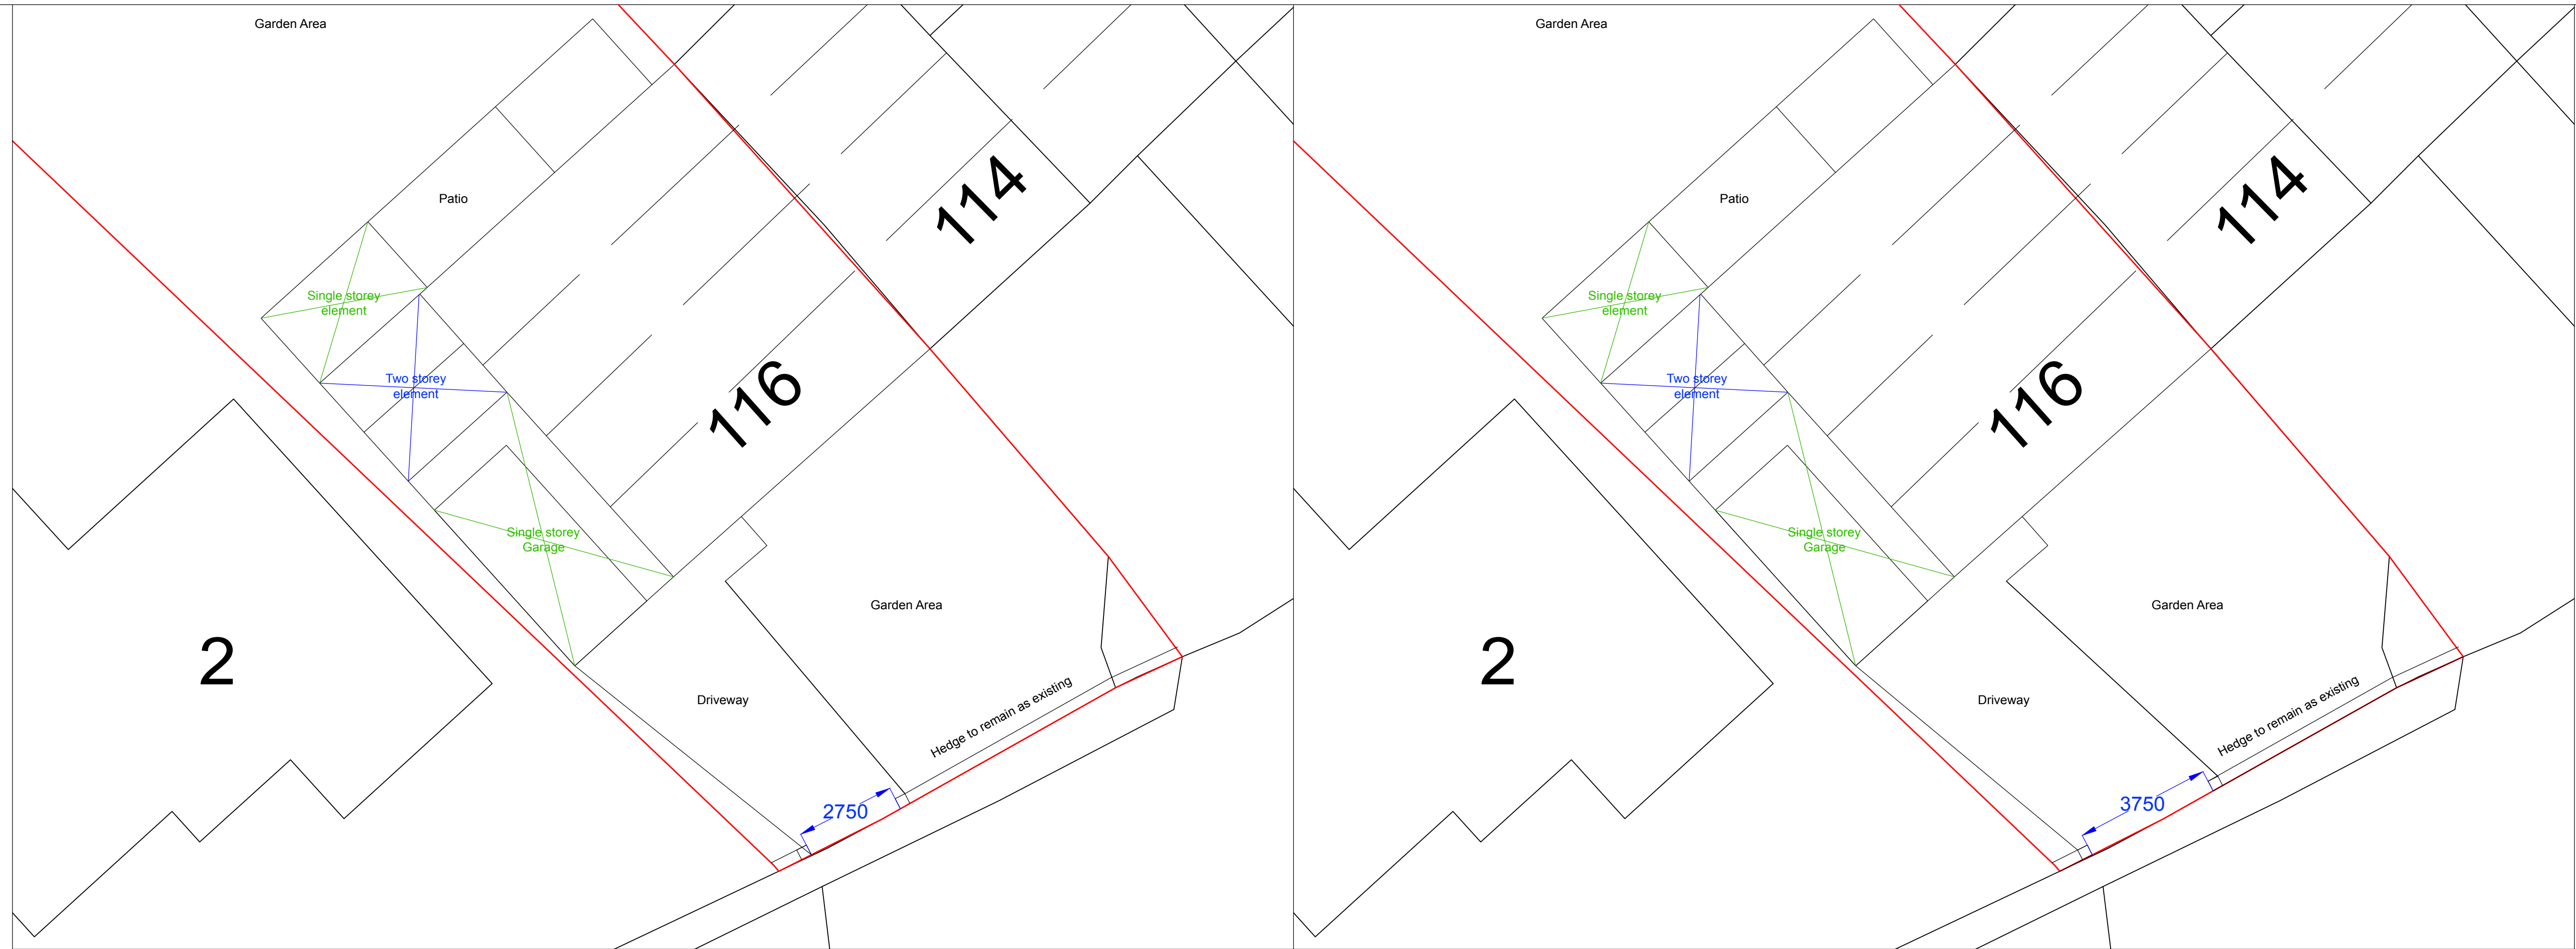 Garden Area
Patio
114
Single storey
element
Two storey
element
116
Single storey
Garage
Garden Area
2
Driveway
Hedge to remain as existing
2750
Garden Area
Patio
114
Single storey
element
Two storey
element
116
Single storey
Garage
Garden Area
2
Driveway
Hedge to remain as existing
3750